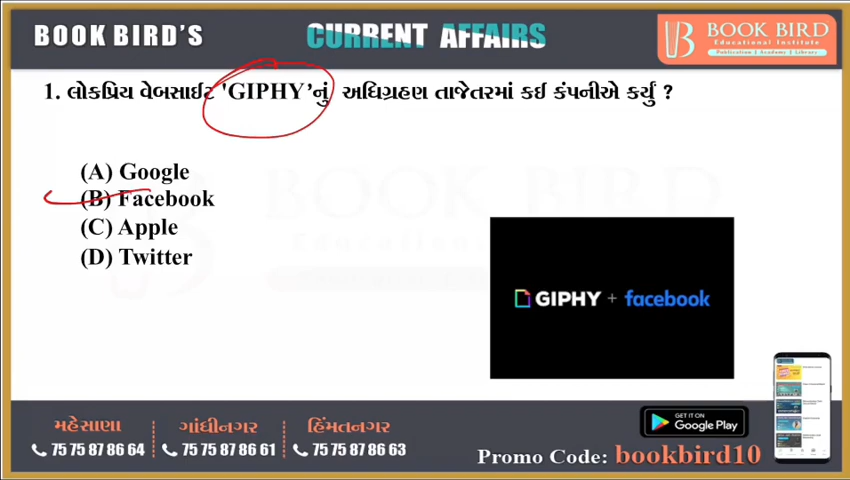 BOOK BIRD'S
CURRENT AFFAIRS
BOOK BIRD
Educational Institute
Publication | Academy | Library
1. લોકપ્રિય વેબસાઈટ 'GIPHY'નું અધિગ્રહણ તાજેતરમાં કઈ કંપનીએ કર્યું ?
(A) Google
(B) Facebook
(C) Apple
(D) Twitter
BOOK BIRD
GIPHY + facebook
મહેસાણા
75 75 87 86 64
ગાંધીનગર
75 75 87 86 61
હિંમતનગર
75 75 87 86 63
GET IT ON
Google Play
Promo Code: bookbird10